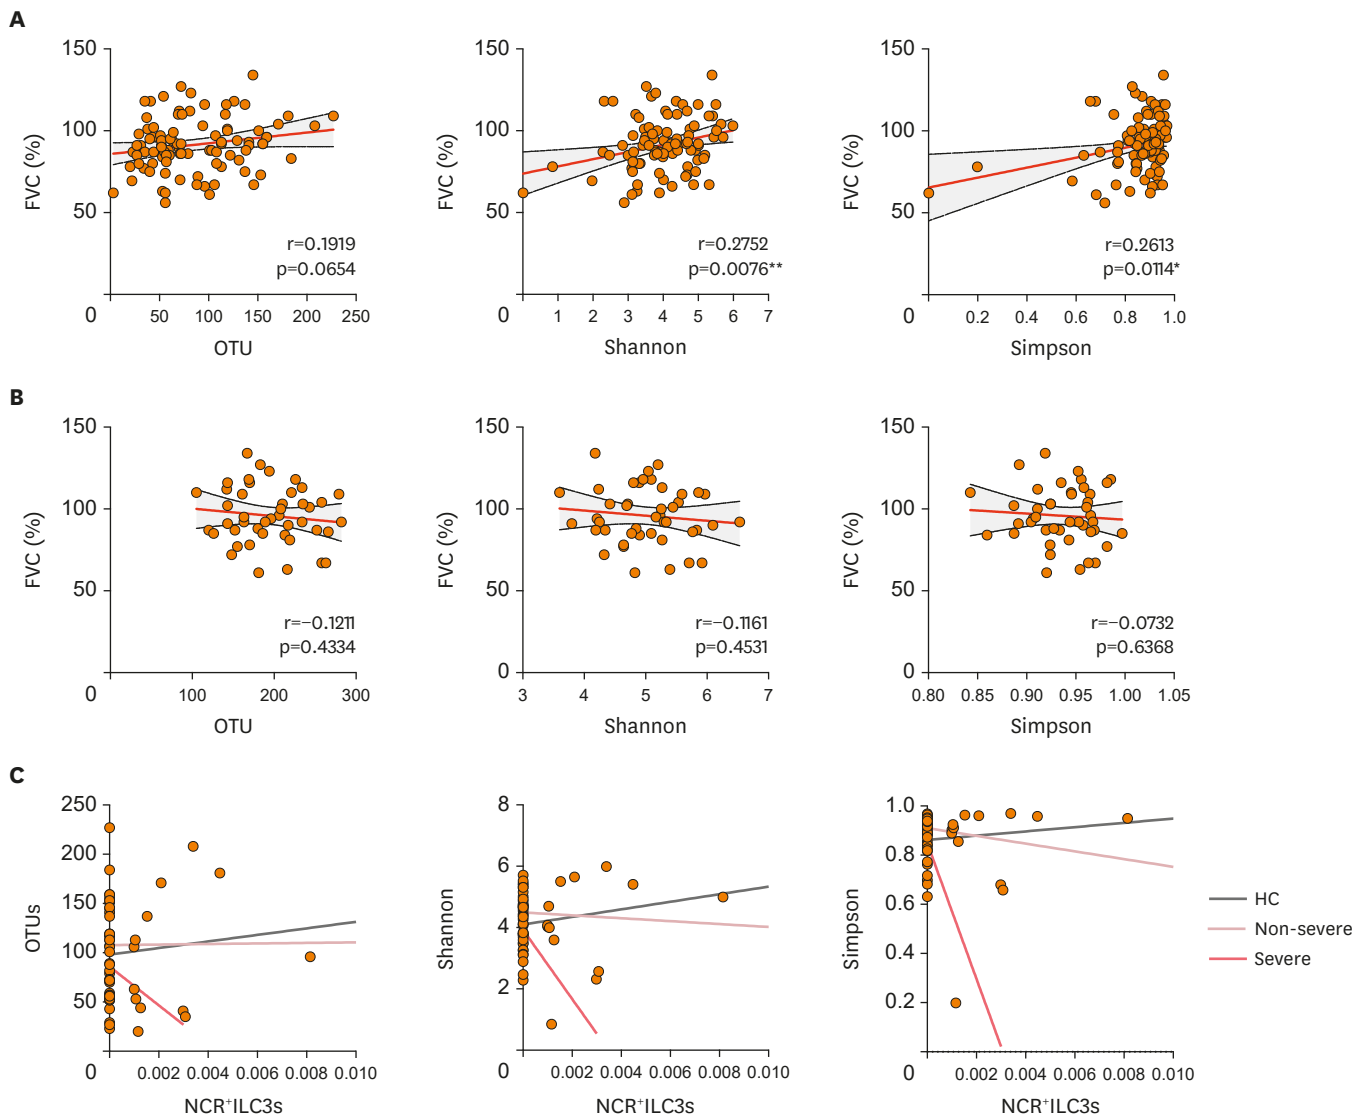 A
150
100
50
0
FVC (%)
r=0.1919
p=0.0654
50 100 150 200 250
OTU
150
100
50
0
FVC (%)
r=0.2752
p=0.0076**
1 2 3 4 5 6 7
Shannon
150
100
50
0
FVC (%)
r=0.2613
p=0.0114*
0.2 0.4 0.6 0.8 1.0
Simpson
B
150
100
50
0
FVC (%)
r=−0.1211
p=0.4334
100 200 300
OTU
150
100
50
0
FVC (%)
r=−0.1161
p=0.4531
3 4 5 6 7
Shannon
150
100
50
0
FVC (%)
r=−0.0732
p=0.6368
0.80 0.85 0.90 0.95 1.00 1.05
Simpson
C
250
200
150
100
50
0
OTUs
0.002 0.004 0.006 0.008 0.010
NCR⁺ILC3s
8
6
4
2
0
Shannon
0.002 0.004 0.006 0.008 0.010
NCR⁺ILC3s
1.0
0.8
0.6
0.4
0.2
0
Simpson
0.002 0.004 0.006 0.008 0.010
NCR⁺ILC3s
HC
Non-severe
Severe